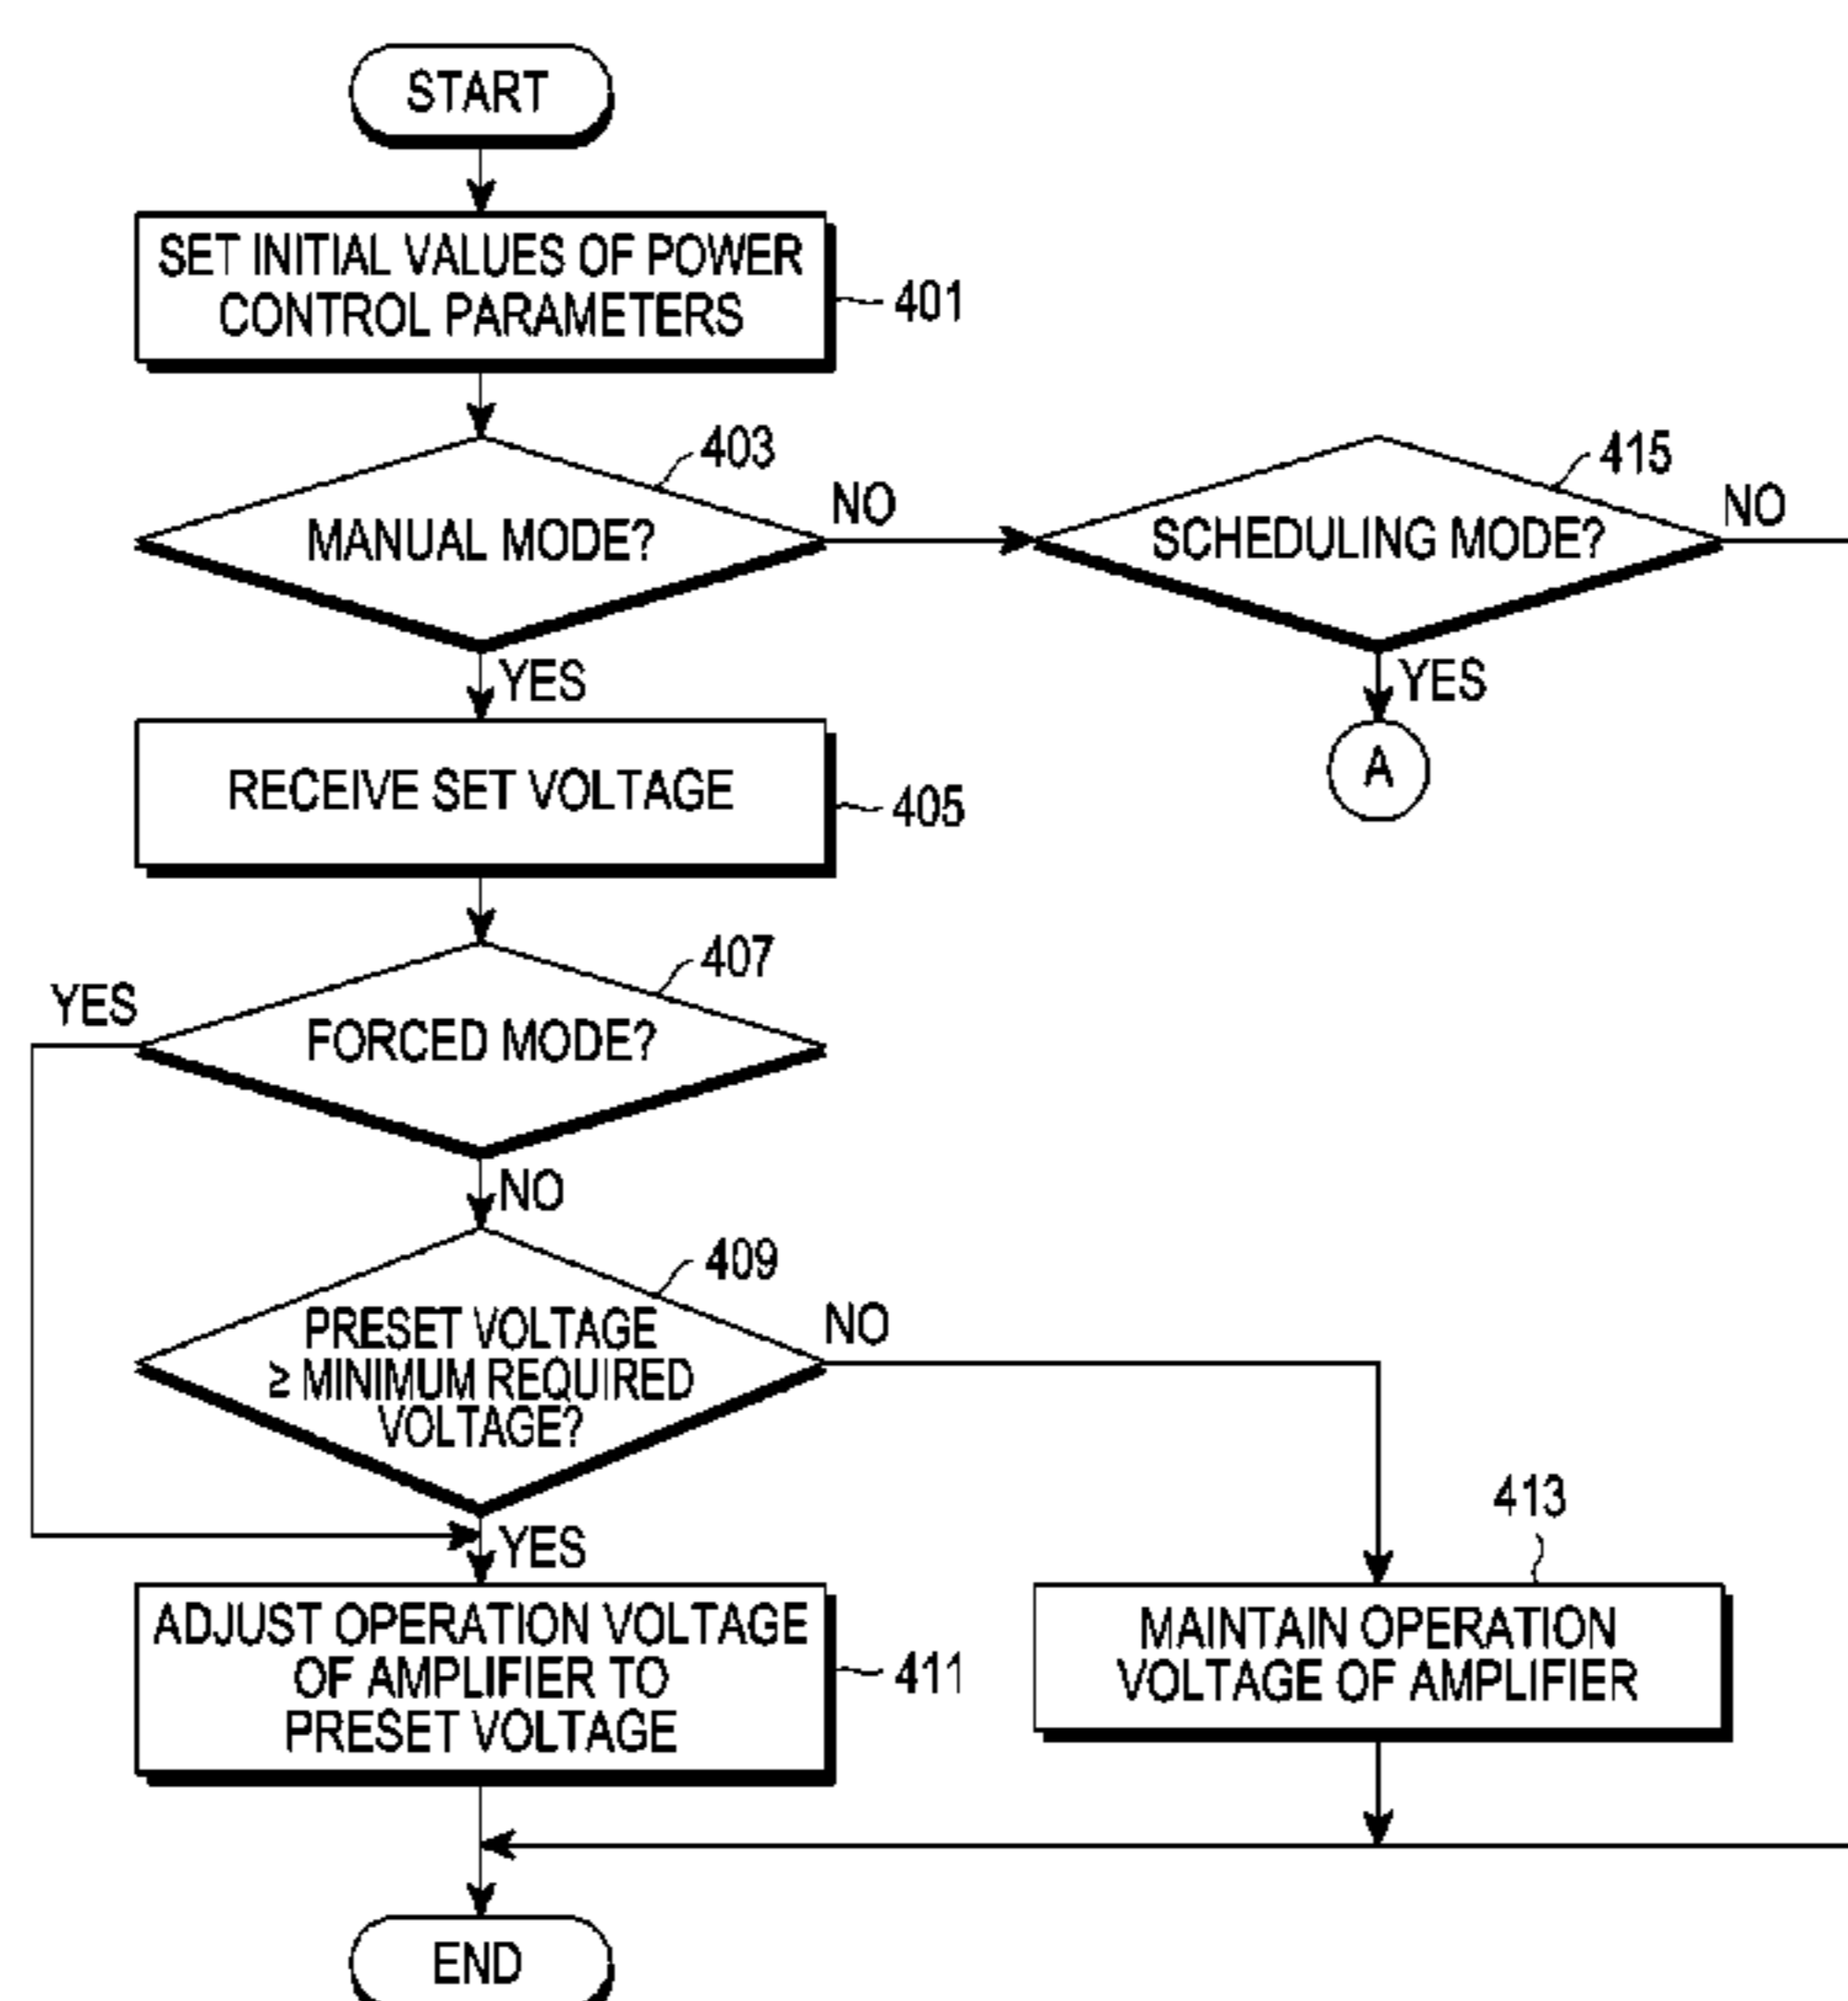 START
SET INITIAL VALUES OF POWER
CONTROL PARAMETERS
401
403
MANUAL MODE?
NO
415
SCHEDULING MODE?
NO
YES
YES
A
RECEIVE SET VOLTAGE
405
407
YES
FORCED MODE?
NO
409
PRESET VOLTAGE
≥ MINIMUM REQUIRED
VOLTAGE?
NO
YES
413
ADJUST OPERATION VOLTAGE
OF AMPLIFIER TO
PRESET VOLTAGE
411
MAINTAIN OPERATION
VOLTAGE OF AMPLIFIER
END